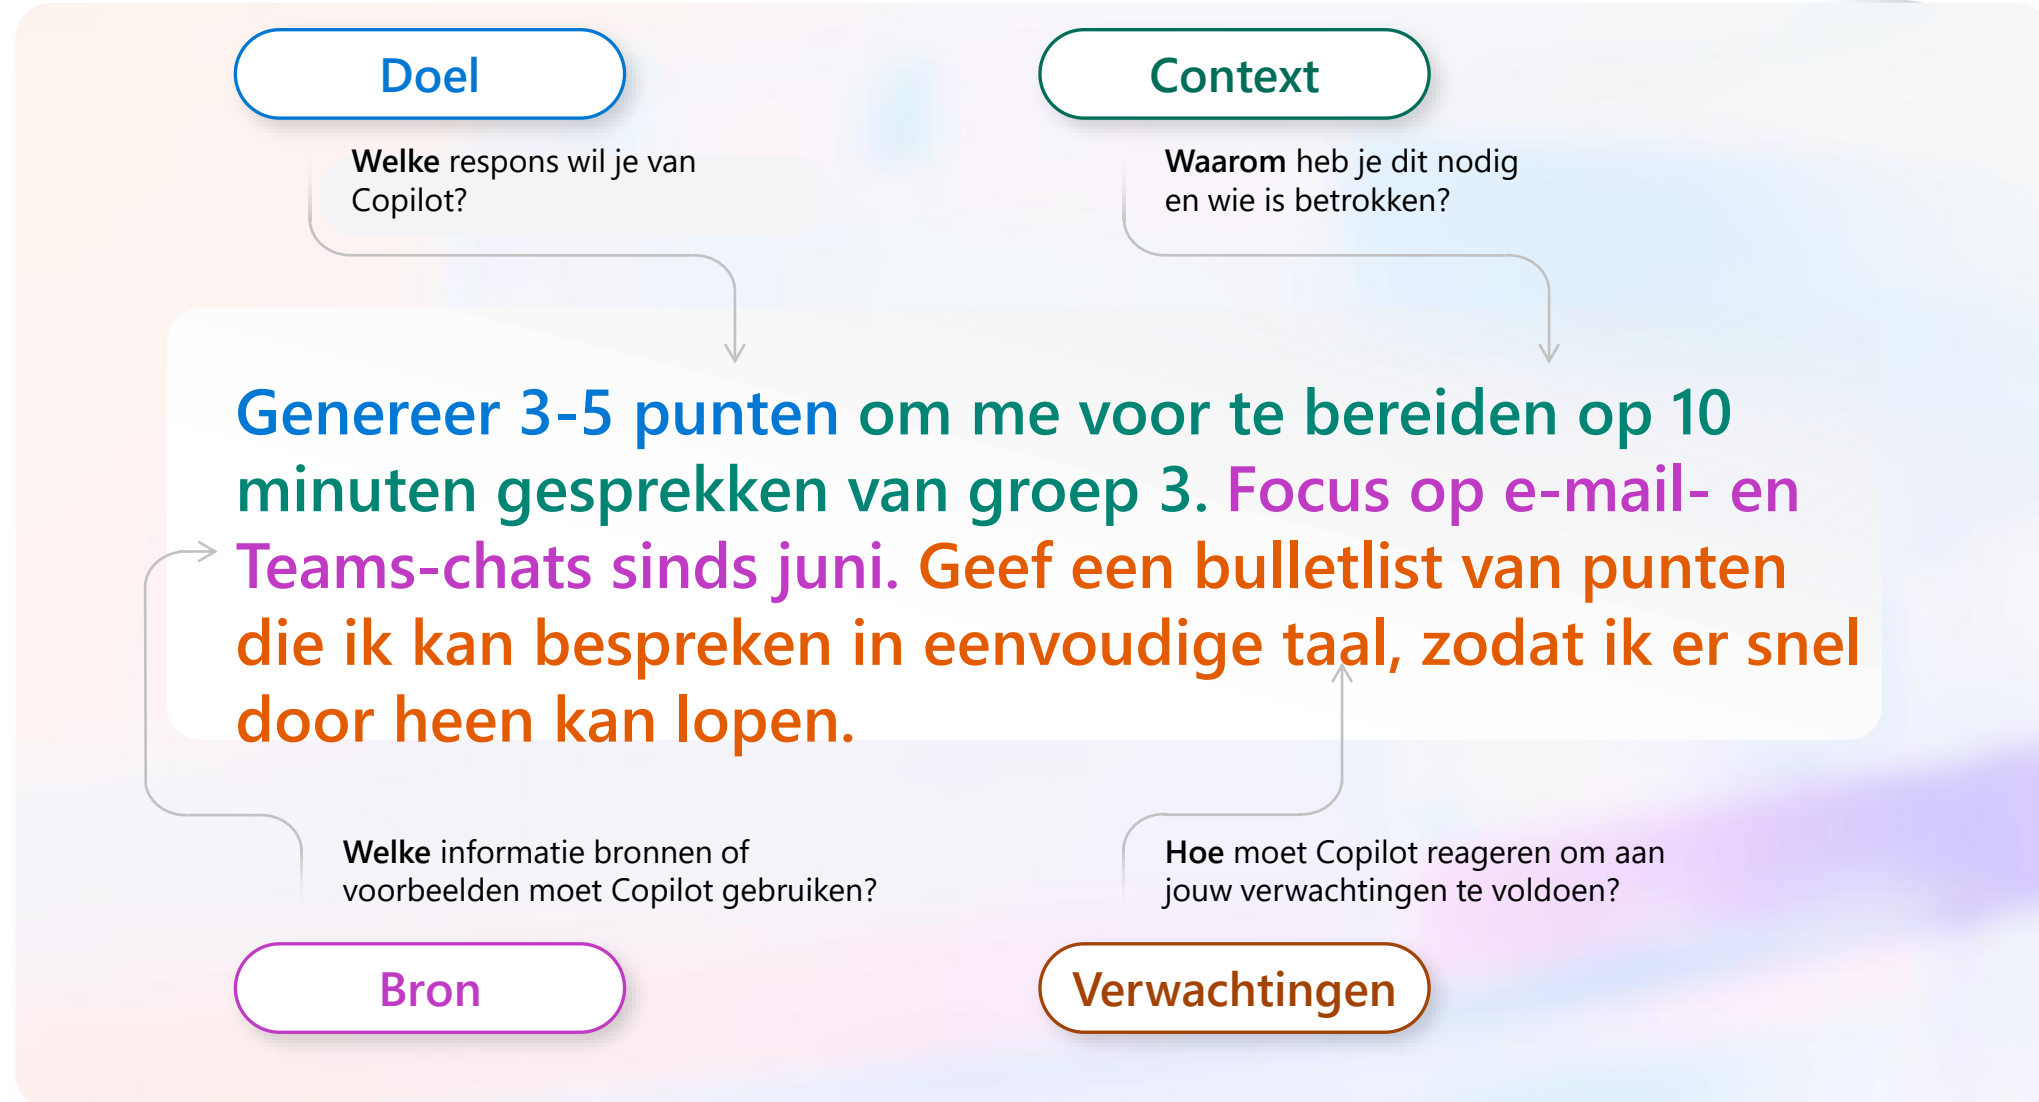 Doel
Context
Welke respons wil je van
Copilot?
Waarom heb je dit nodig
en wie is betrokken?
Genereer 3-5 punten om me voor te bereiden op 10
minuten gesprekken van groep 3. Focus op e-mail- en
Teams-chats sinds juni. Geef een bulletlist van punten
die ik kan bespreken in eenvoudige taal, zodat ik er snel
door heen kan lopen.
Welke informatie bronnen of
voorbeelden moet Copilot gebruiken?
Hoe moet Copilot reageren om aan
jouw verwachtingen te voldoen?
Bron
Verwachtingen